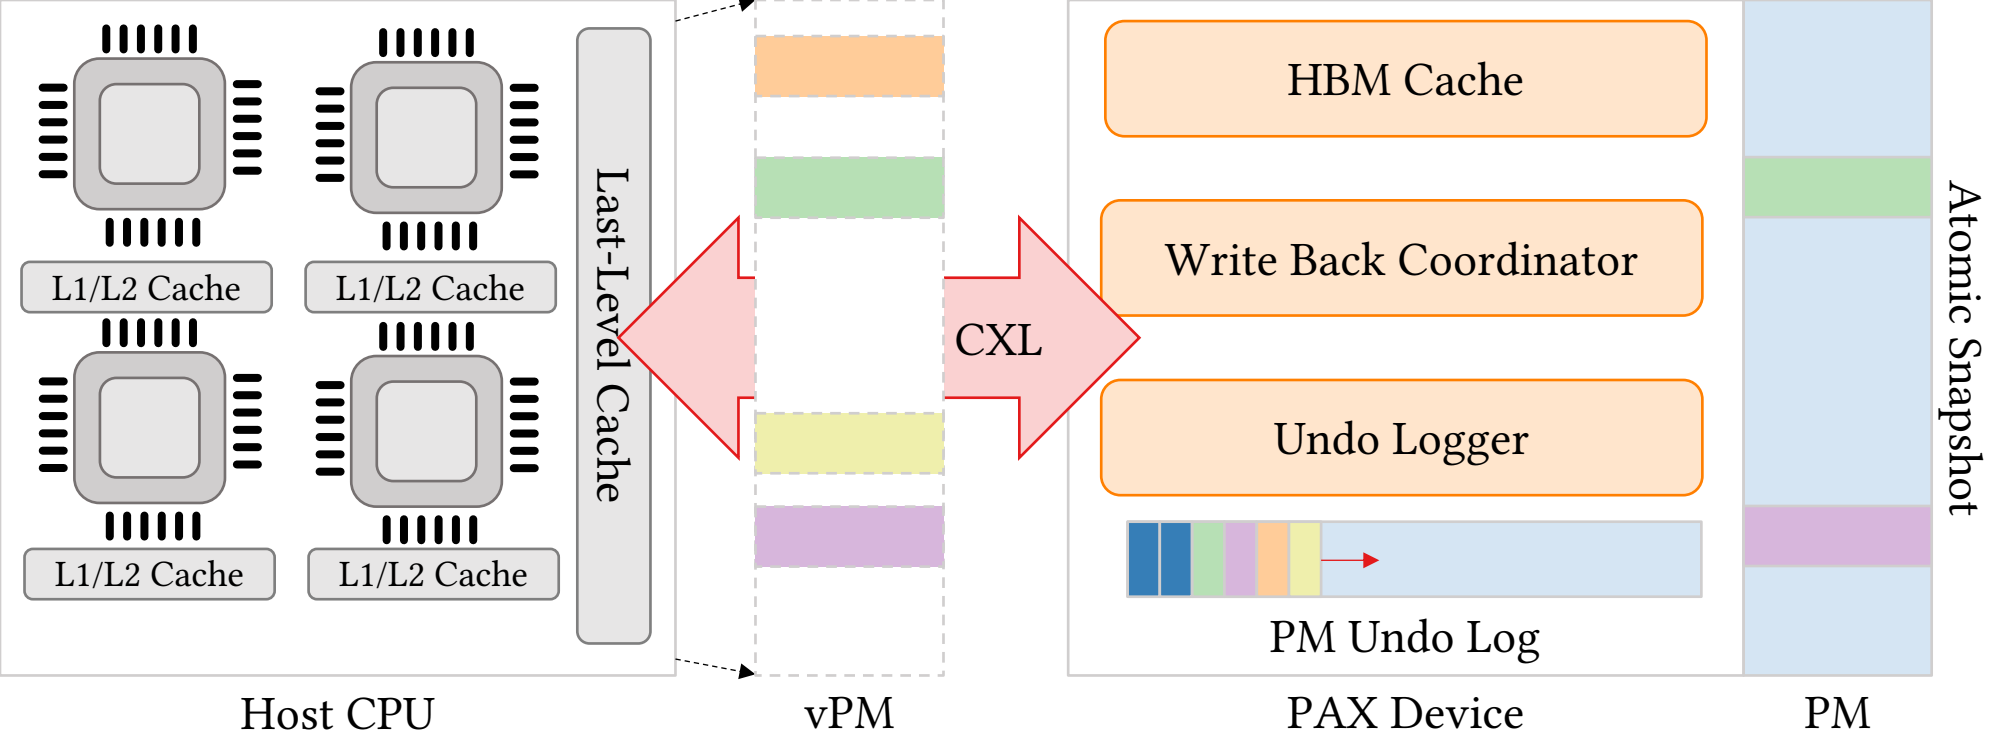 L1/L2 Cache
L1/L2 Cache
L1/L2 Cache
L1/L2 Cache
Last-Level Cache
Host CPU
vPM
CXL
HBM Cache
Write Back Coordinator
Undo Logger
PM Undo Log
PAX Device
PM
Atomic Snapshot